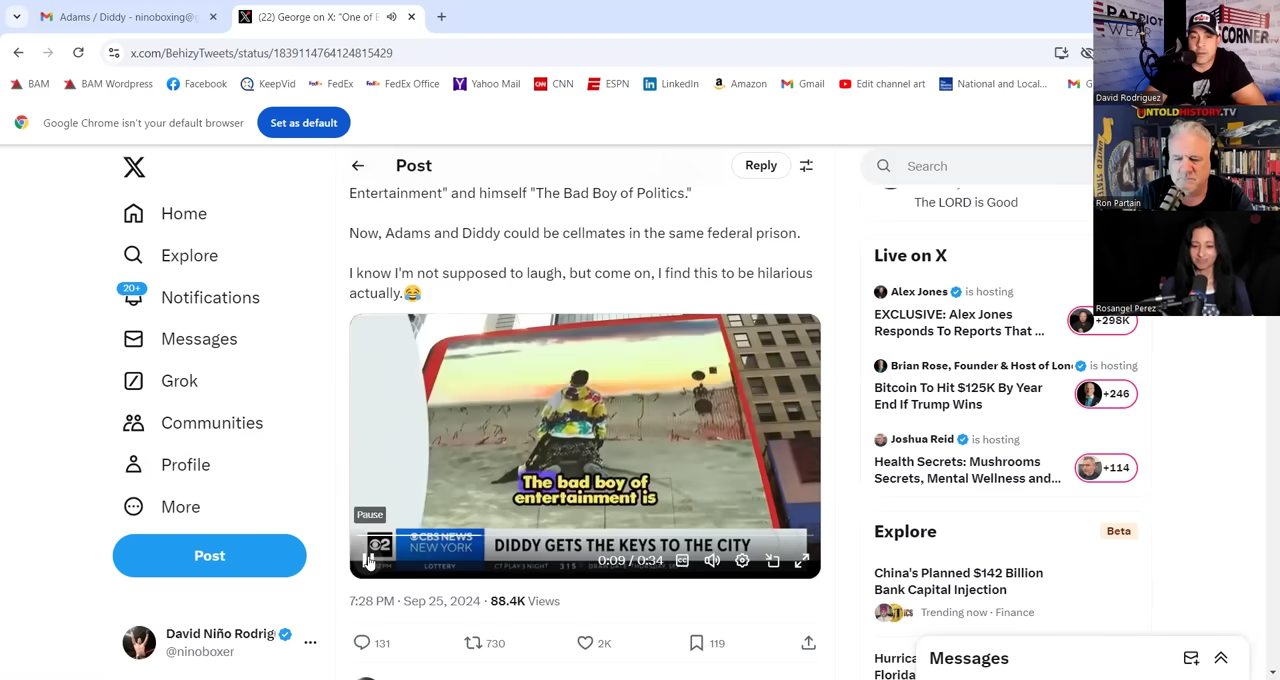 Adams / Diddy - ninoboxing@g
(22) George on X: "One of E
x.com/BehizyTweets/status/1839114764124815429
BAM
BAM Wordpress
Facebook
KeepVid
FedEx
FedEx Office
Yahoo Mail
CNN
ESPN
LinkedIn
Amazon
Gmail
Edit channel art
National and Local...
G
Google Chrome isn't your default browser
Set as default
PATRIOT
WEAR
CORNER
David Rodriguez
UNTOLDHISTORY.TV
UNITED STATE
Ron Partain
Rosangel Perez
Home
Explore
20+
Notifications
Messages
Grok
Communities
Profile
More
Post
David Niño Rodrig
@ninoboxer
Post
Reply
Entertainment" and himself "The Bad Boy of Politics."
Now, Adams and Diddy could be cellmates in the same federal prison.
I know I'm not supposed to laugh, but come on, I find this to be hilarious
actually.😂
The bad boy of
entertainment is
Pause
2
CBS NEWS
NEW YORK
DIDDY GETS THE KEYS TO THE CITY
LOTTERY
0:09 / 0:34
7:28 PM · Sep 25, 2024 · 88.4K Views
131
730
2K
119
Search
The LORD is Good
Live on X
Alex Jones is hosting
EXCLUSIVE: Alex Jones
Responds To Reports That ...
+298K
Brian Rose, Founder & Host of Lon is hosting
Bitcoin To Hit $125K By Year
End If Trump Wins
+246
Joshua Reid is hosting
Health Secrets: Mushrooms
Secrets, Mental Wellness and...
+114
Explore
Beta
China's Planned $142 Billion
Bank Capital Injection
Trending now · Finance
Hurrica
Florida
Messages